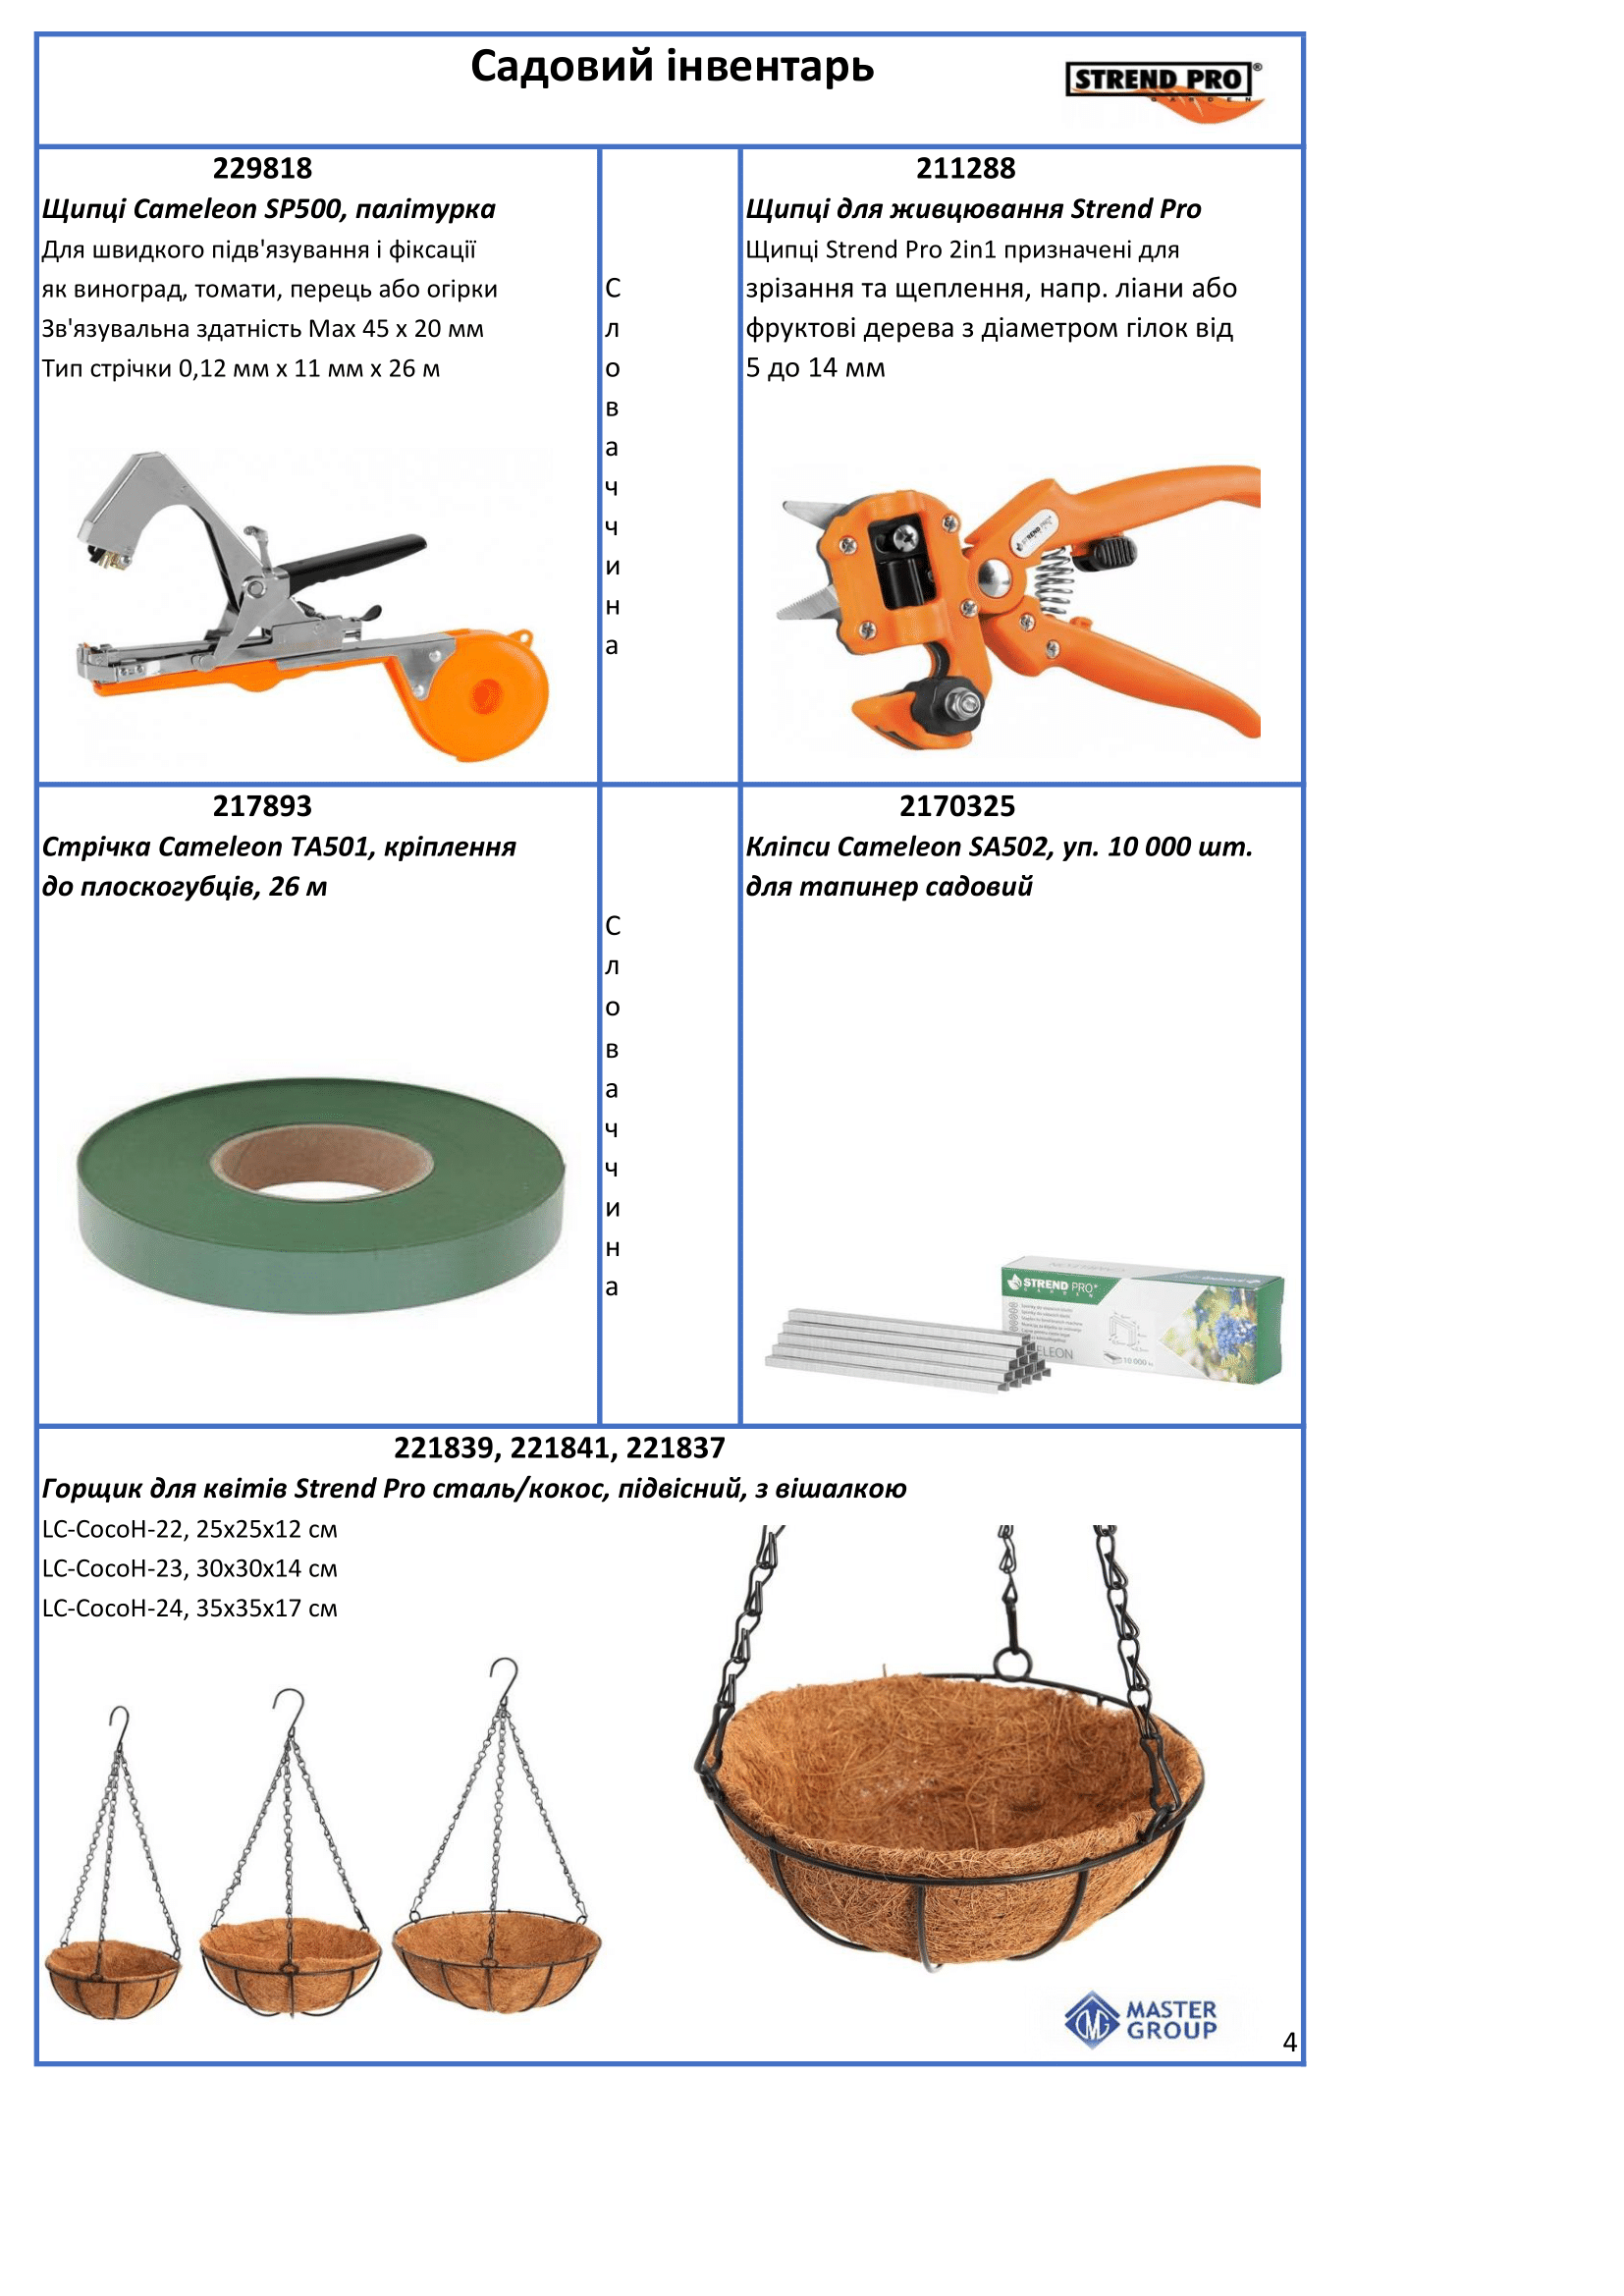 Садовий інвентарь
STREND PRO®
GARDEN
229818
Щипці Cameleon SP500, палітурка
Для швидкого підв'язування і фіксації
як виноград, томати, перець або огірки
Зв'язувальна здатність Max 45 x 20 мм
Тип стрічки 0,12 мм x 11 мм x 26 м
С
л
о
в
а
ч
ч
и
н
а
211288
Щипці для живцювання Strend Pro
Щипці Strend Pro 2in1 призначені для
зрізання та щеплення, напр. ліани або
фруктові дерева з діаметром гілок від
5 до 14 мм
STREND PRO
217893
Стрічка Cameleon TA501, кріплення
до плоскогубців, 26 м
С
л
о
в
а
ч
ч
и
н
а
2170325
Кліпси Cameleon SA502, уп. 10 000 шт.
для тапинер садовий
STREND PRO
GARDEN
ELEON
10 000
221839, 221841, 221837
Горщик для квітів Strend Pro сталь/кокос, підвісний, з вішалкою
LC-CocoH-22, 25x25x12 см
LC-CocoH-23, 30x30x14 см
LC-CocoH-24, 35x35x17 см
MASTER
GROUP
4